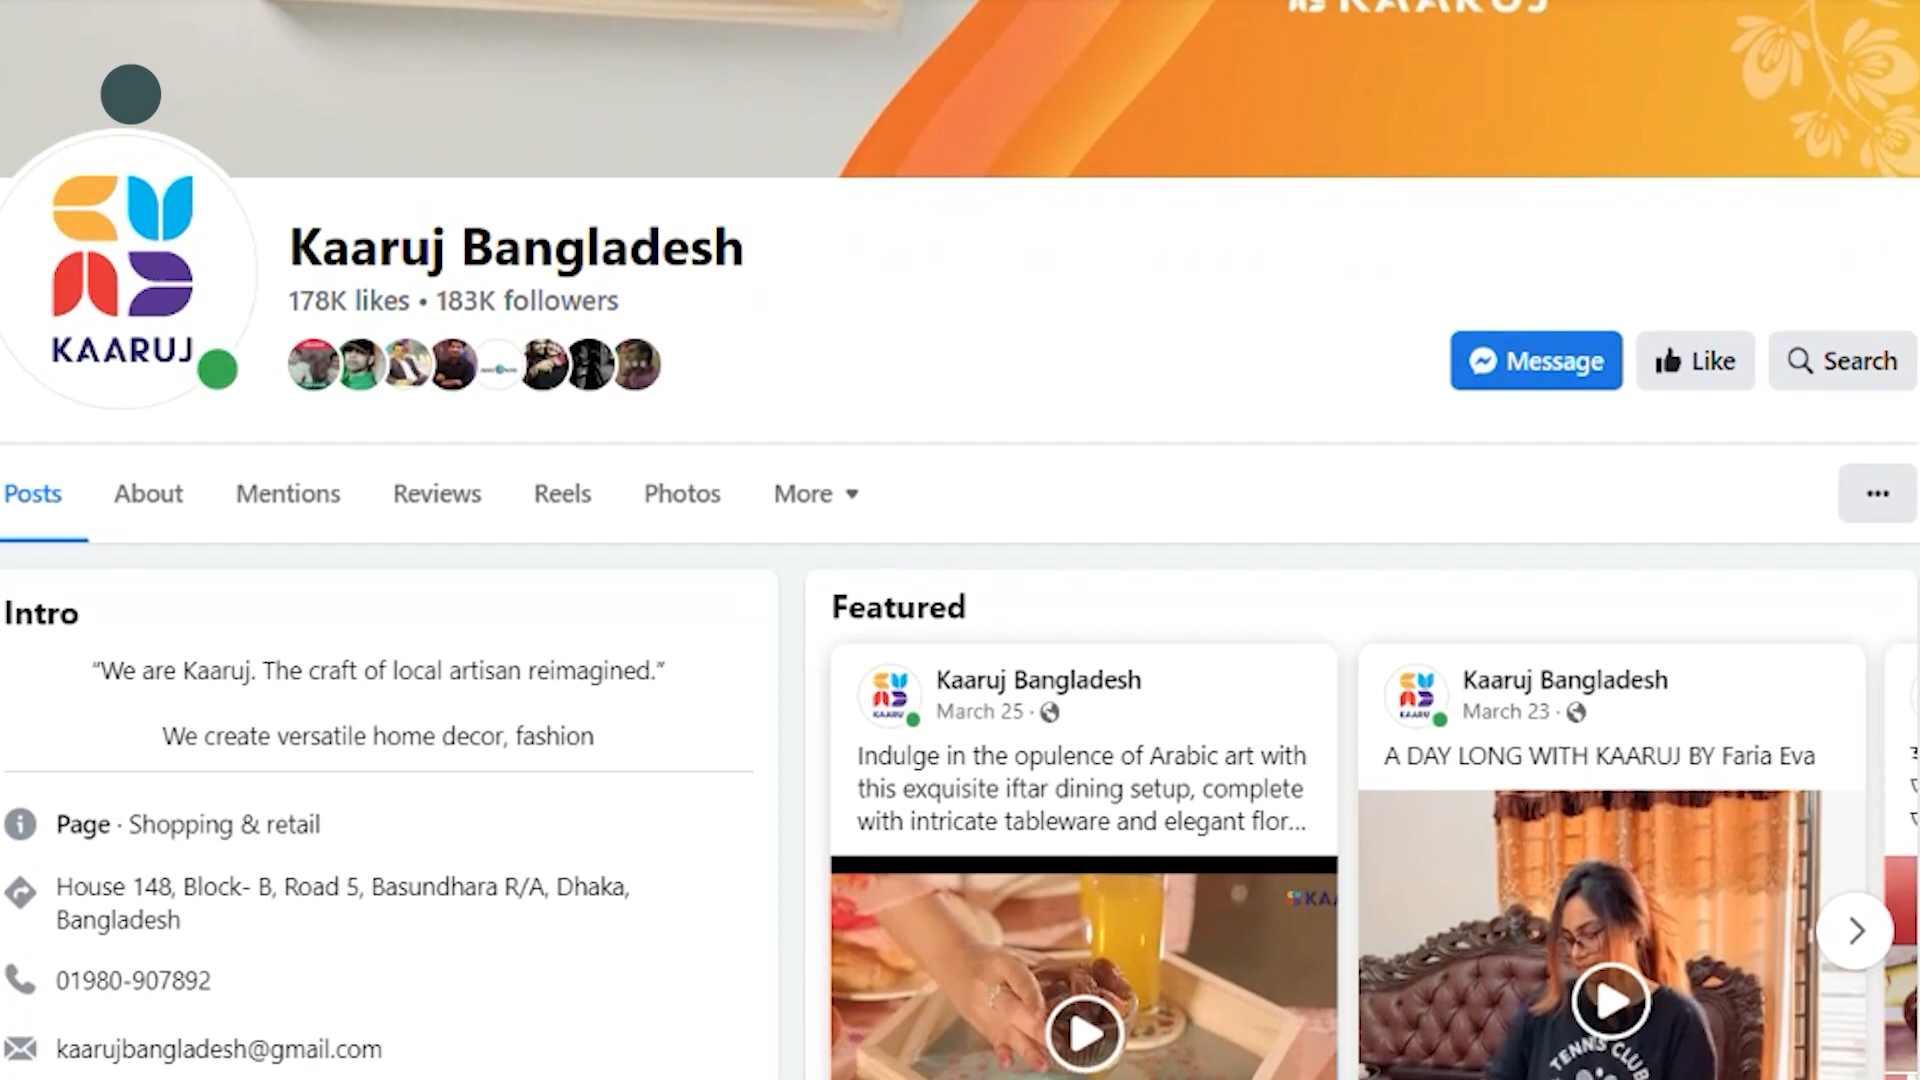 KAARUJ
KAARUJ
Kaaruj Bangladesh
178K likes • 183K followers
Message
Like
Search
Posts
About
Mentions
Reviews
Reels
Photos
More
Intro
“We are Kaaruj. The craft of local artisan reimagined.”
We create versatile home decor, fashion
Page · Shopping & retail
House 148, Block- B, Road 5, Basundhara R/A, Dhaka,
Bangladesh
01980-907892
kaarujbangladesh@gmail.com
Featured
KAARUJ
Kaaruj Bangladesh
March 25 ·
Indulge in the opulence of Arabic art with
this exquisite iftar dining setup, complete
with intricate tableware and elegant flor...
KAA
KAARUJ
Kaaruj Bangladesh
March 23 ·
A DAY LONG WITH KAARUJ BY Faria Eva
TENNIS CLUB